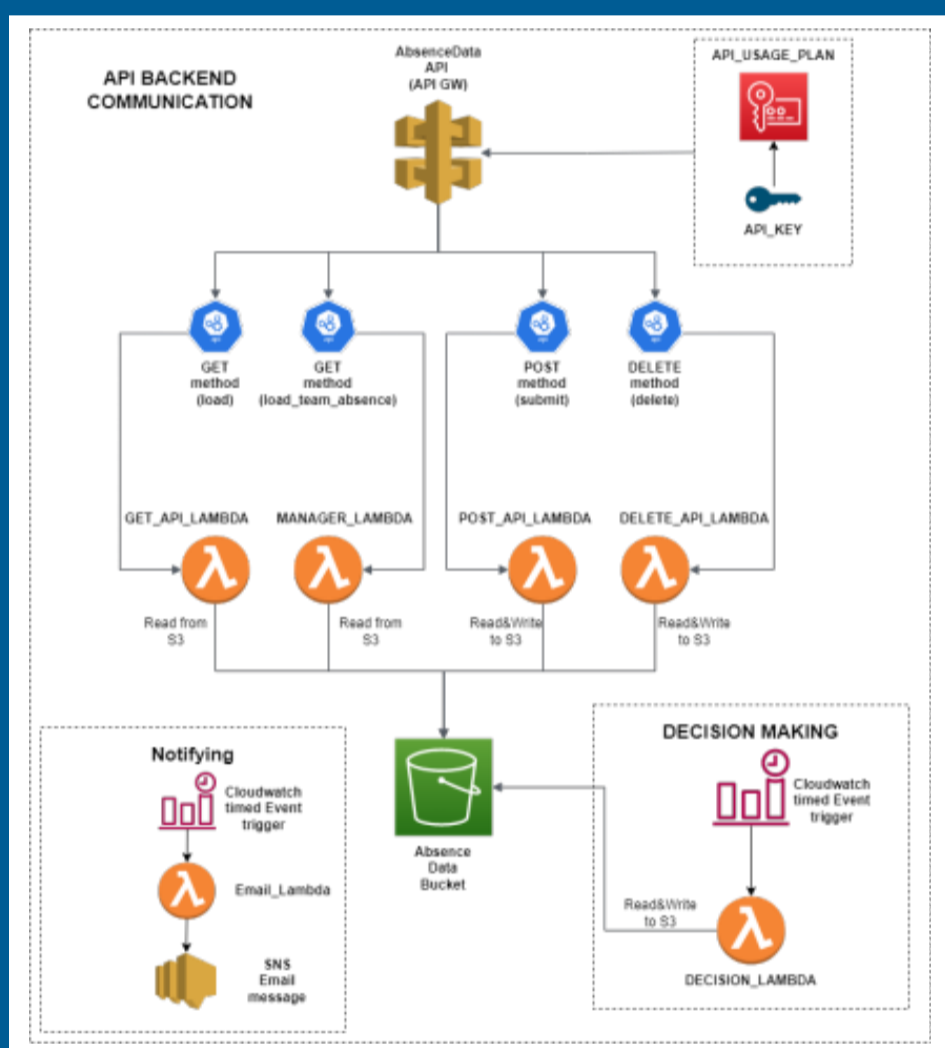 API BACKEND
COMMUNICATION
AbsenceData
API
(API GW)
API_USAGE_PLAN
API_KEY
GET
method
(load)
GET
method
(load_team_absence)
POST
method
(submit)
DELETE
method
(delete)
GET_API_LAMBDA
MANAGER_LAMBDA
POST_API_LAMBDA
DELETE_API_LAMBDA
Read from
S3
Read from
S3
Read&Write
to S3
Read&Write
to S3
Notifying
Cloudwatch
timed Event
trigger
Email_Lambda
SNS
Email
message
Absence
Data
Bucket
DECISION MAKING
Cloudwatch
timed Event
trigger
Read&Write
to S3
DECISION_LAMBDA